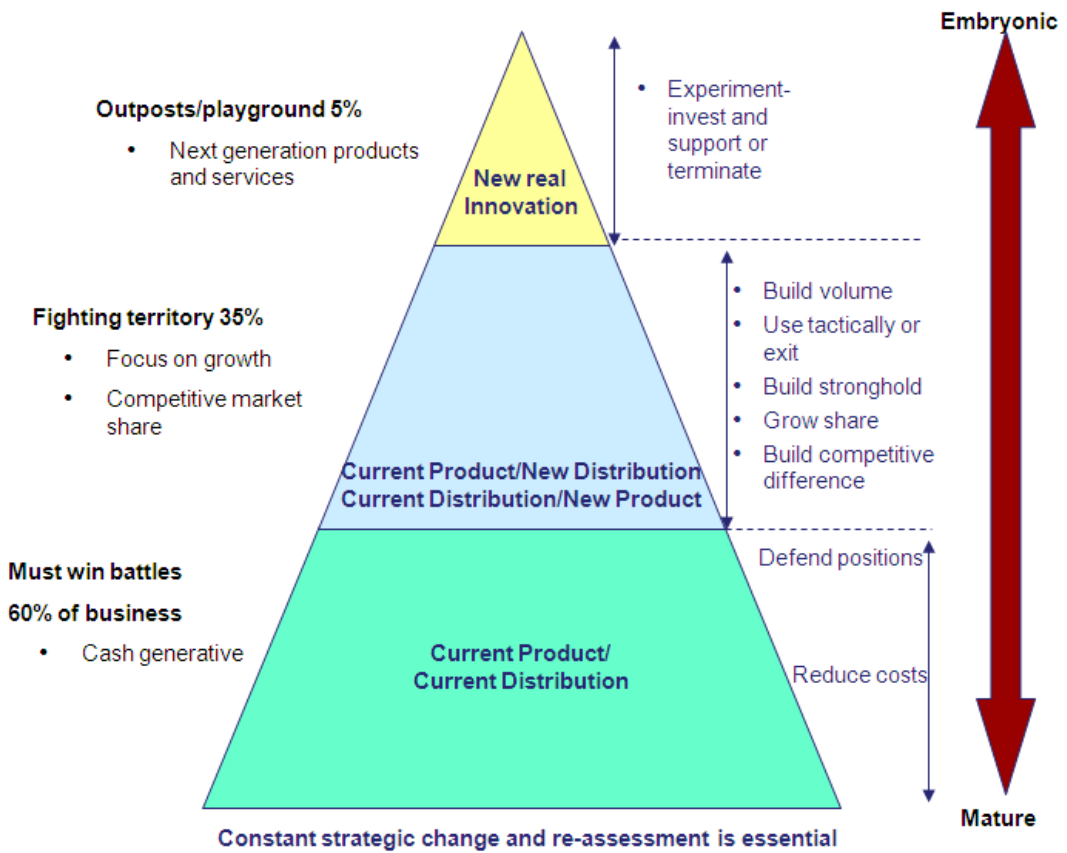 Embryonic
Outposts/playground 5%
• Next generation products
and services
New real
Innovation
• Experiment-
invest and
support or
terminate
Fighting territory 35%
• Focus on growth
• Competitive market
share
Current Product/New Distribution
Current Distribution/New Product
• Build volume
• Use tactically or
exit
• Build stronghold
• Grow share
• Build competitive
difference
Must win battles
60% of business
• Cash generative
Current Product/
Current Distribution
Defend positions
Reduce costs
Mature
Constant strategic change and re-assessment is essential